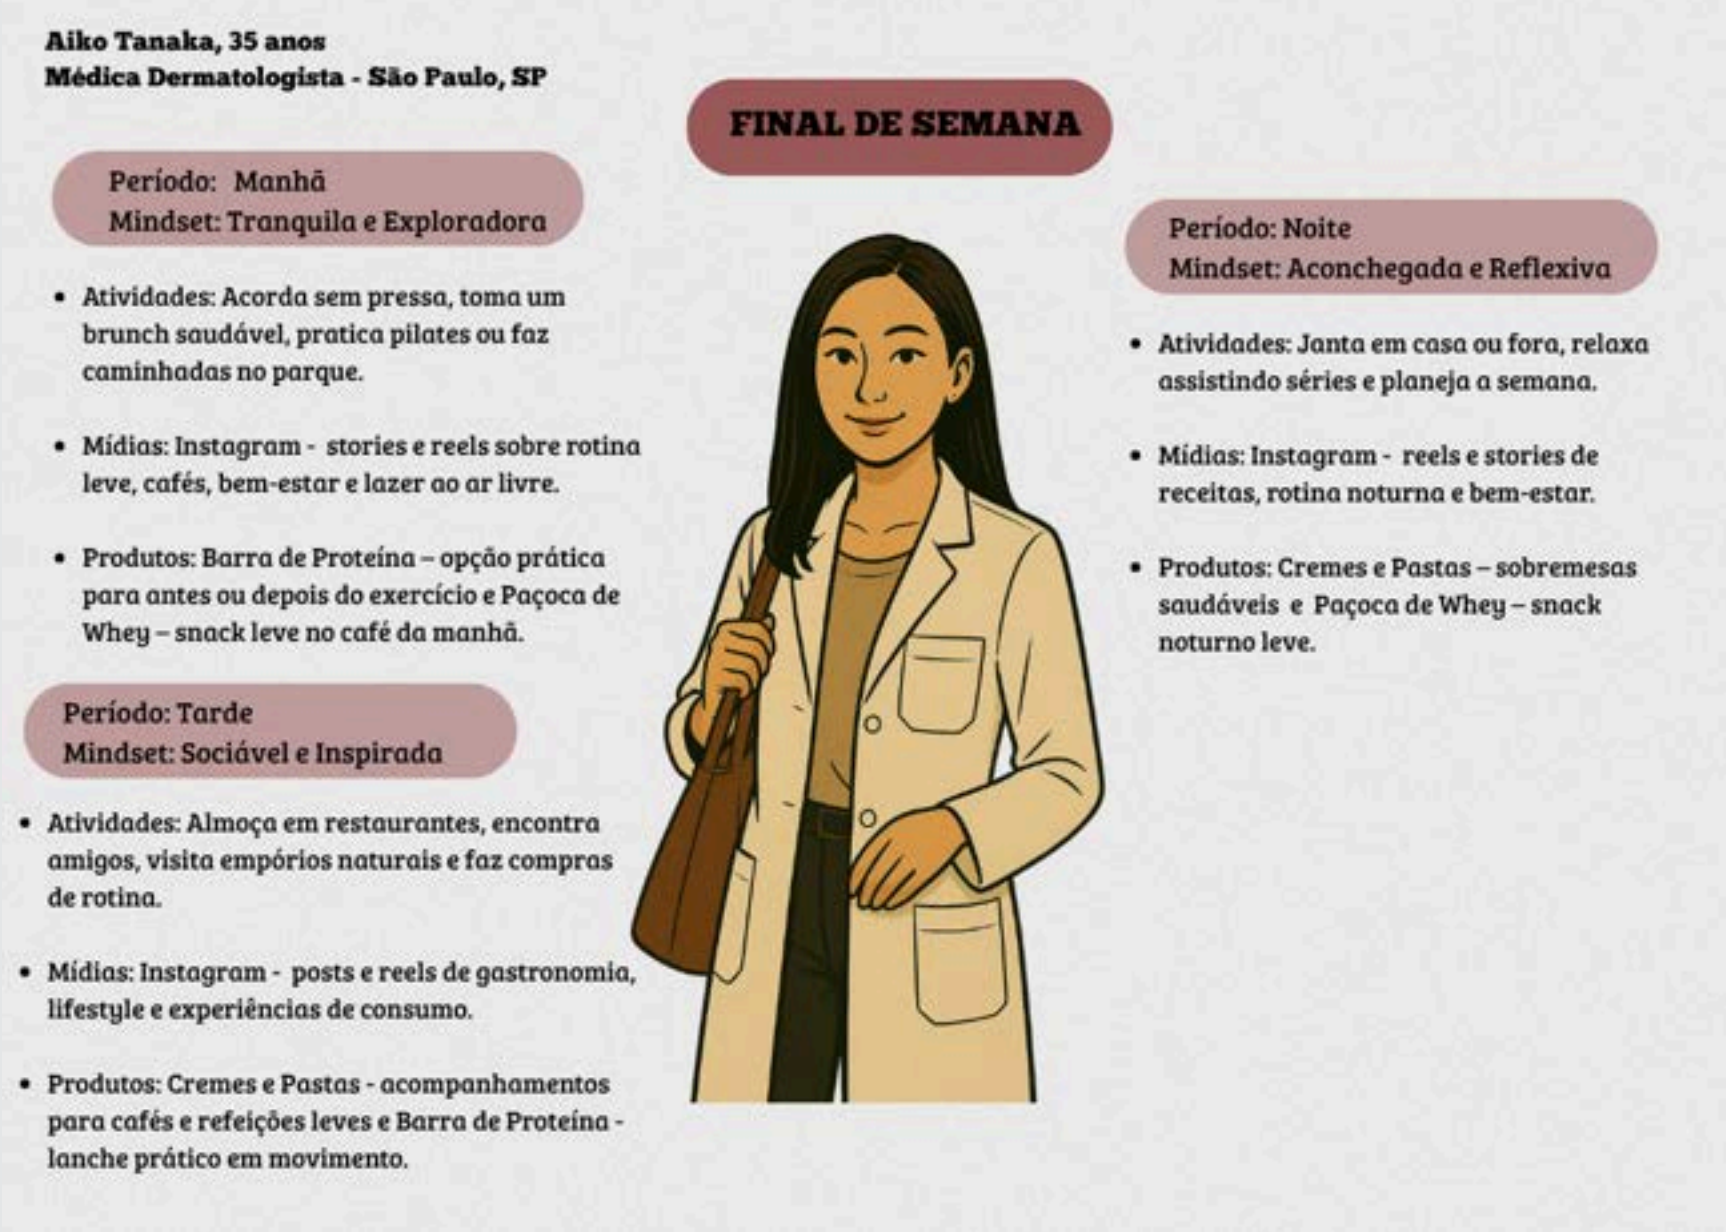 Aiko Tanaka, 35 anos
Médica Dermatologista - São Paulo, SP
FINAL DE SEMANA
Período: Manhã
Mindset: Tranquila e Exploradora
• Atividades: Acorda sem pressa, toma um
brunch saudável, pratica pilates ou faz
caminhadas no parque.
• Mídias: Instagram - stories e reels sobre rotina
leve, cafés, bem-estar e lazer ao ar livre.
• Produtos: Barra de Proteína – opção prática
para antes ou depois do exercício e Paçoca de
Whey – snack leve no café da manhã.
Período: Tarde
Mindset: Sociável e Inspirada
• Atividades: Almoça em restaurantes, encontra
amigos, visita empórios naturais e faz compras
de rotina.
• Mídias: Instagram - posts e reels de gastronomia,
lifestyle e experiências de consumo.
• Produtos: Cremes e Pastas - acompanhamentos
para cafés e refeições leves e Barra de Proteína -
lanche prático em movimento.
Período: Noite
Mindset: Aconchegada e Reflexiva
• Atividades: Janta em casa ou fora, relaxa
assistindo séries e planeja a semana.
• Mídias: Instagram - reels e stories de
receitas, rotina noturna e bem-estar.
• Produtos: Cremes e Pastas – sobremesas
saudáveis e Paçoca de Whey – snack
noturno leve.